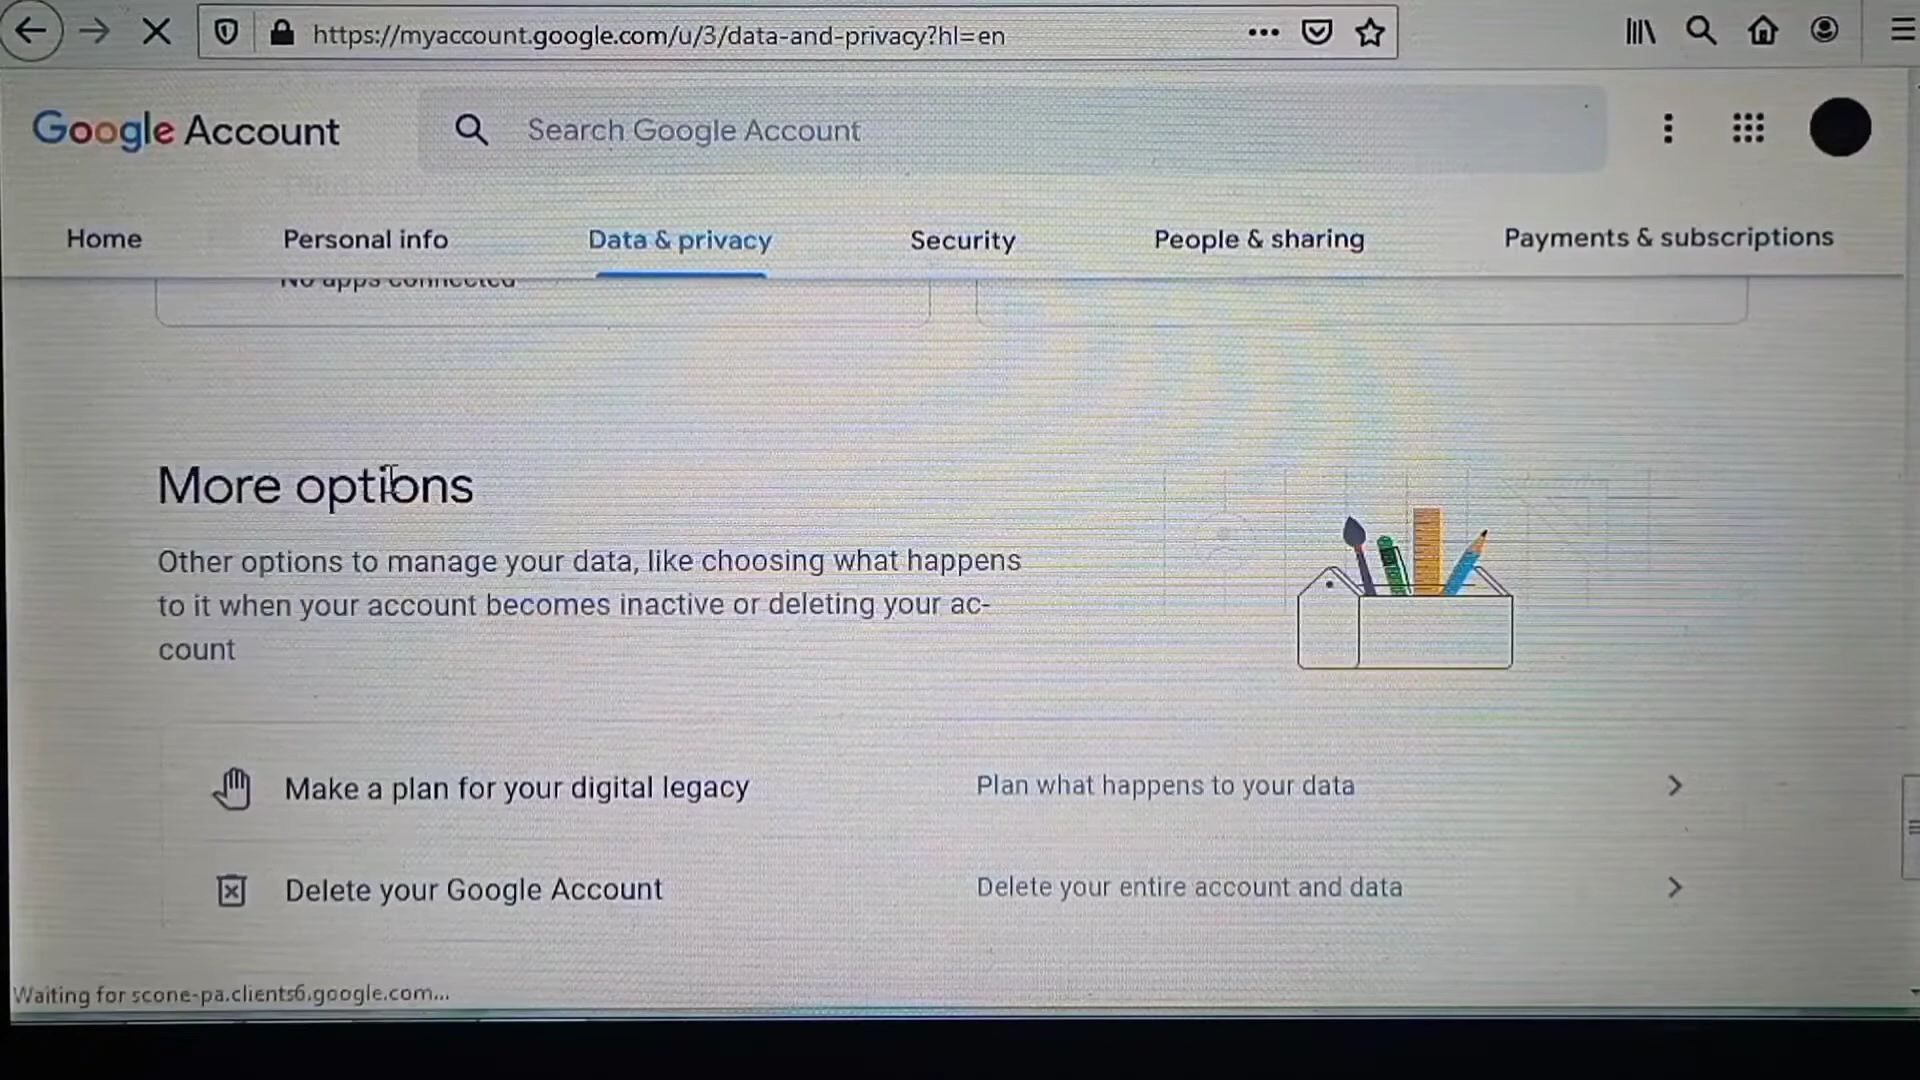 https://myaccount.google.com/u/3/data-and-privacy?hl=en
Google Account
Search Google Account
Home Personal info Data & privacy Security People & sharing Payments & subscriptions
No apps connected
More options
Other options to manage your data, like choosing what happens
to it when your account becomes inactive or deleting your ac-
count
Make a plan for your digital legacy Plan what happens to your data
Delete your Google Account Delete your entire account and data
Waiting for scone-pa.clients6.google.com...